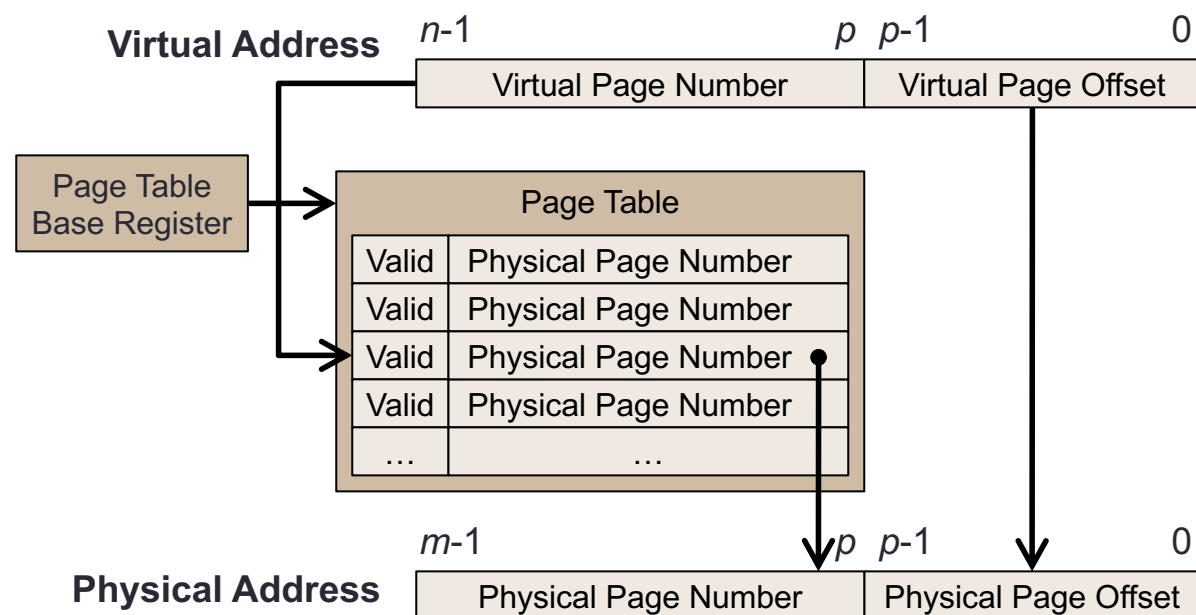 n-1 p p-1 0
Virtual Address
Virtual Page Number Virtual Page Offset
Page Table
Base Register
Page Table
Valid Physical Page Number
Valid Physical Page Number
Valid Physical Page Number
Valid Physical Page Number
… …
m-1 p p-1 0
Physical Address
Physical Page Number Physical Page Offset